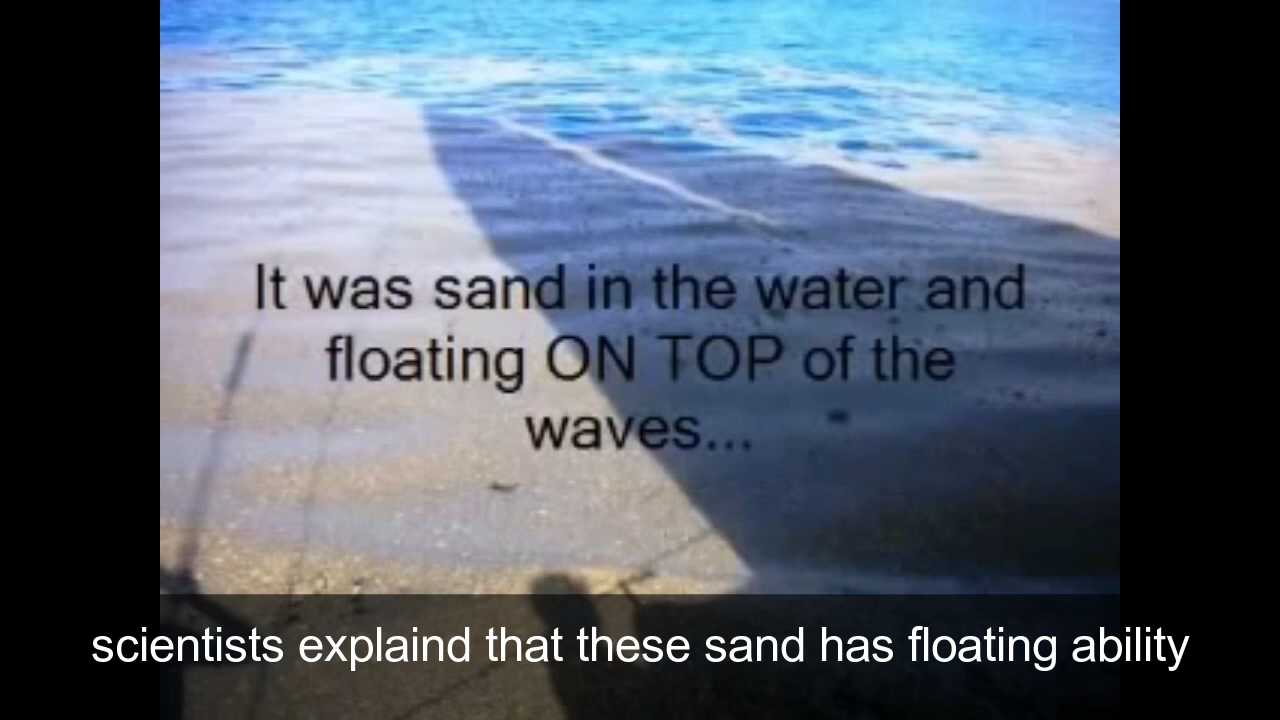 It was sand in the water and
floating ON TOP of the
waves...
scientists explaind that these sand has floating ability